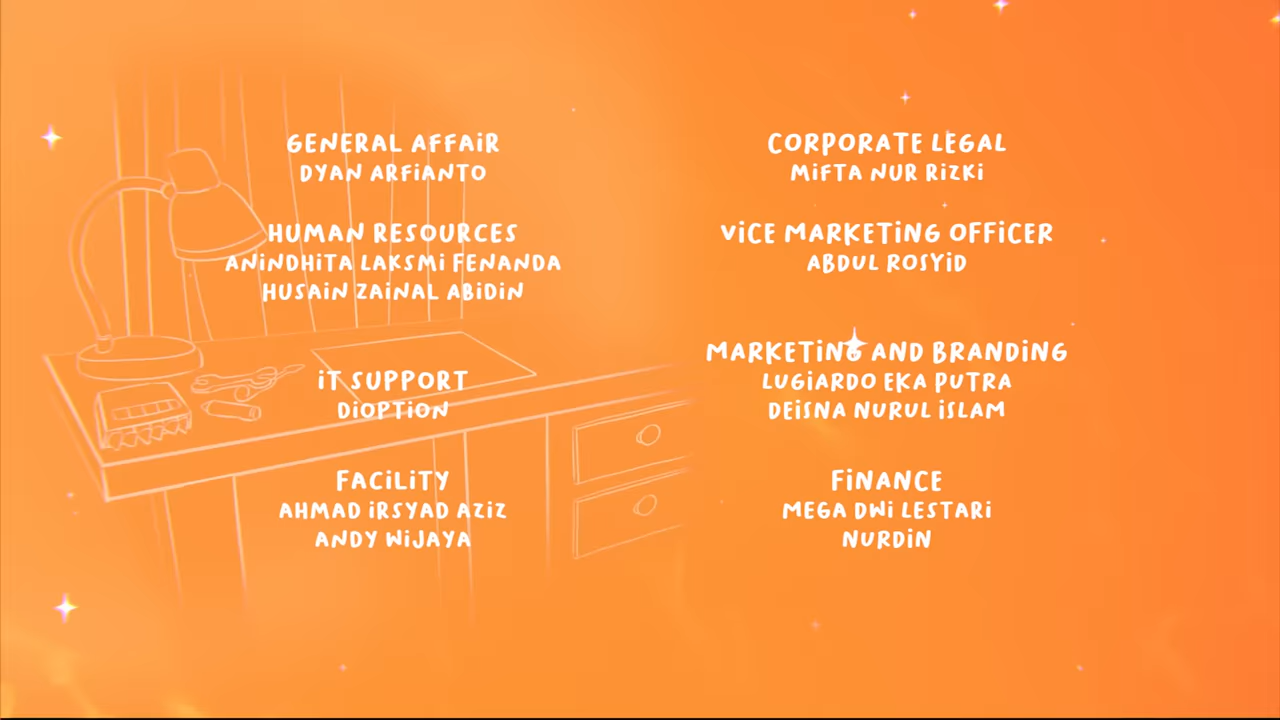 GENERAL AFFAiR
DYAN ARFiANTO
HUMAN RESOURCES
ANiNDHiTA LAKSMi FENANDA
HUSAiN ZAiNAL ABiDiN
iT SUPPORT
DiOPTiON
FACiLiTY
AHMAD iRSYAD AZiZ
ANDY WiJAYA
CORPORATE LEGAL
MiFTA NUR RiZKi
ViCE MARKETiNG OFFiCER
ABDUL ROSYiD
MARKETiNG AND BRANDiNG
LUGiARDO EKA PUTRA
DEiSNA NURUL iSLAM
FiNANCE
MEGA DWi LESTARi
NURDiN